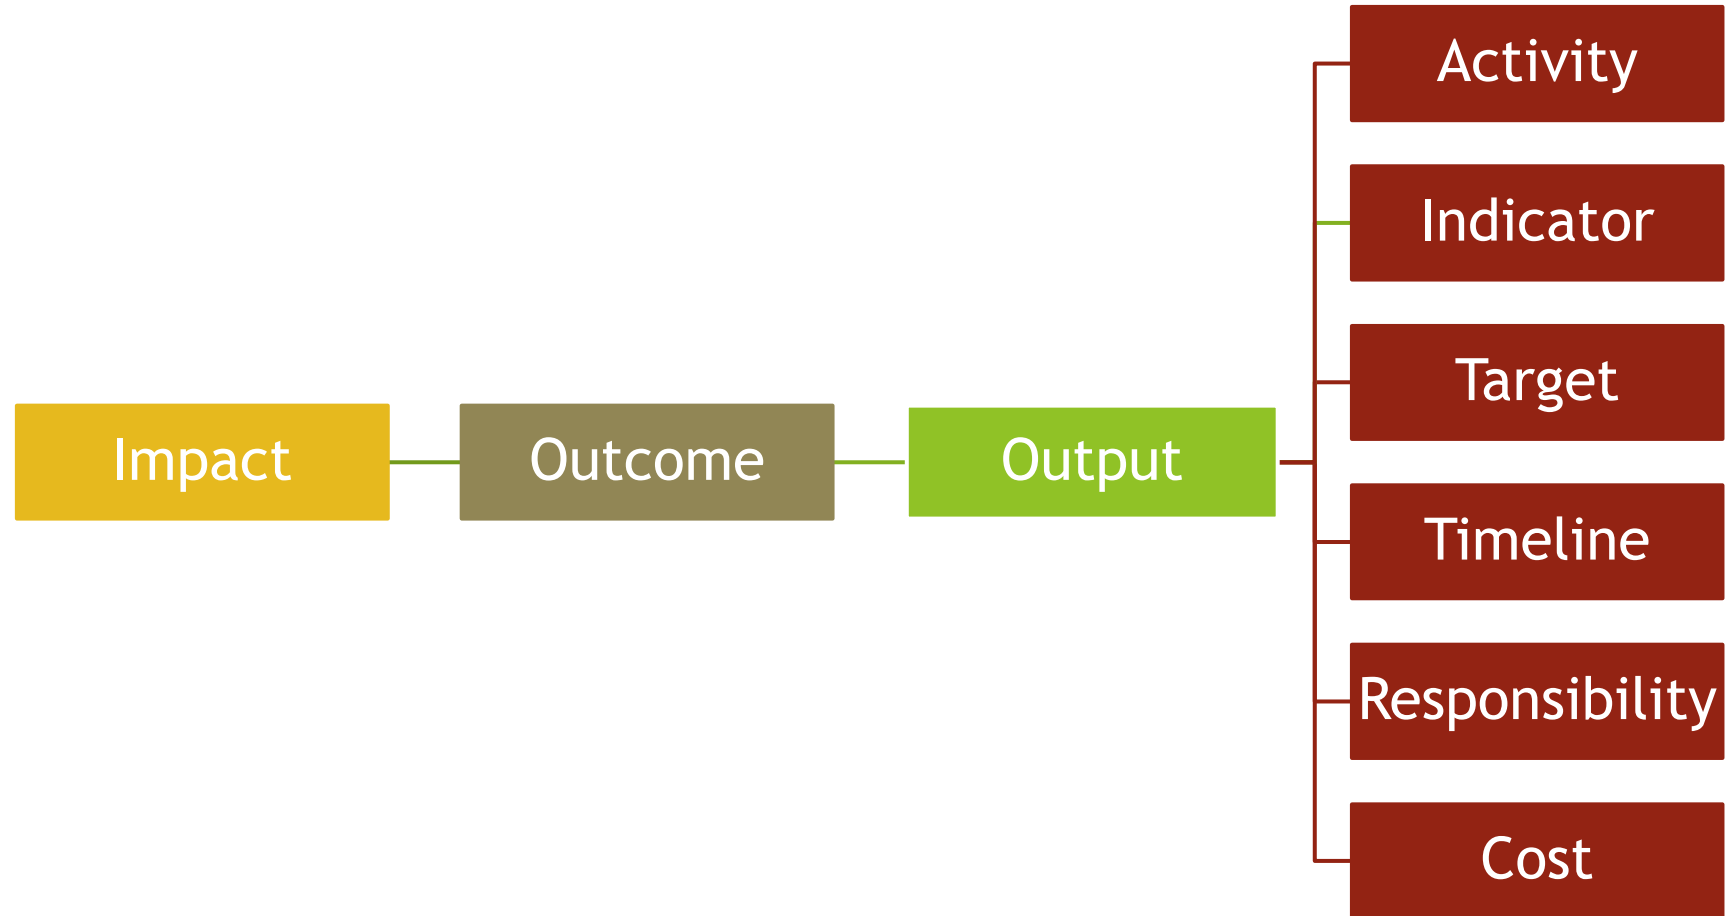 Impact
Outcome
Output
Activity
Indicator
Target
Timeline
Responsibility
Cost